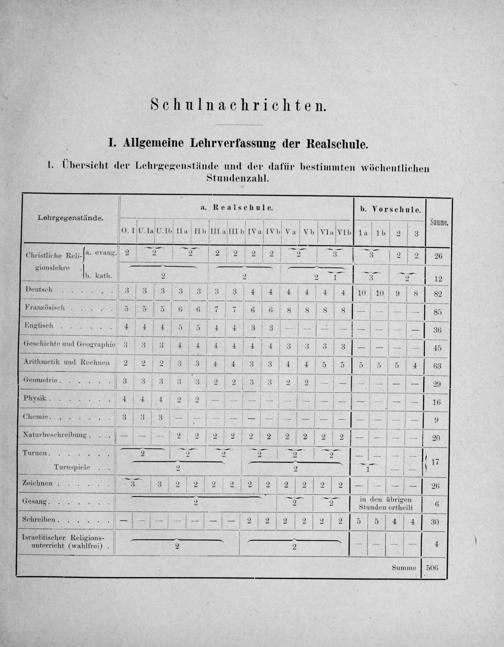 Schulnachrichten.
I. Allgemeine Lehrverfassung der Realschule.
1. Übersicht der Lehrgegenstände und der dafür bestimmten wöchentlichen
Stundenzahl.
Lehrgegenstände. a. Realschule. b. Vorschule. Summe.
O. I U. Ia U. Ib II a II b III a III b IV a IV b V a V b VI a VI b 1 a 1 b 2 3
Christliche Reli- a. evang. 2 2 2 2 2 2 2 2 3 3 2 2 26
gionslehre b. kath. 2 2 2 1 3 2 12
Deutsch 3 3 3 3 3 3 3 4 4 4 4 4 4 10 10 9 8 82
Französisch 5 5 5 6 6 7 7 6 6 8 8 8 8 — — — — 85
Englisch 4 4 4 5 5 4 4 3 3 — — — — — — — — 36
Geschichte und Geographie 3 3 3 4 4 4 4 4 4 3 3 3 3 — — — — 45
Arithmetik und Rechnen 2 2 2 3 3 4 4 3 3 4 4 5 5 5 5 5 4 63
Geometrie 3 3 3 3 3 2 2 3 3 2 2 — — — — — — 29
Physik 4 4 4 2 2 — — — — — — — — — — — — 16
Chemie 3 3 3 — — — — — — — — — — — — — — 9
Naturbeschreibung — — — 2 2 2 2 2 2 2 2 2 2 — — — — 20
Turnen 2 2 2 2 2 2 — — — — 17
Turnspiele 2 2 1 — —
Zeichnen 3 3 2 2 2 2 2 2 2 2 2 2 — — — — 26
Gesang 2 2 2 in den übrigen 6
Stunden erteilt
Schreiben — — — — — — — 2 2 2 2 2 2 5 5 4 4 30
Israelitischer Religions-
unterricht (wahlfrei) 2 2 — — — — 4
Summe 506